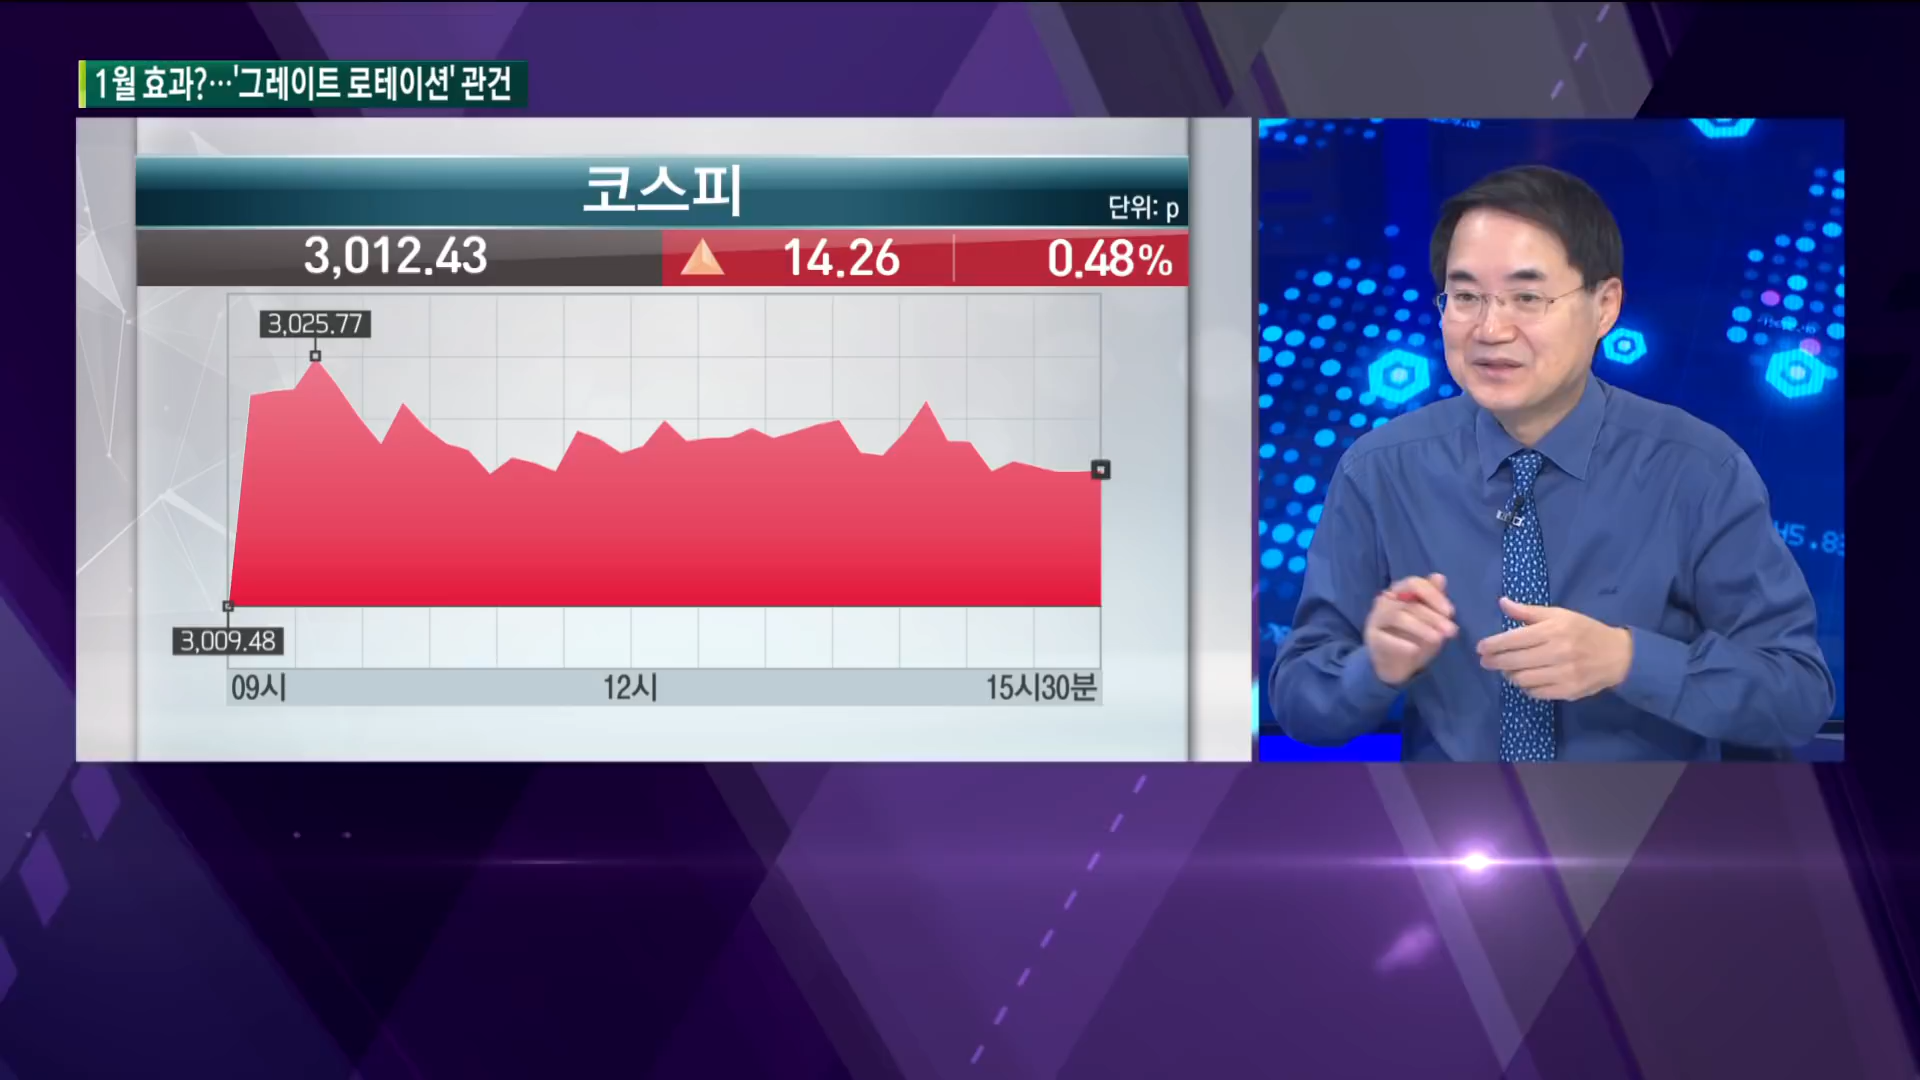 1월 효과?…'그레이트 로테이션' 관건
코스피
단위: p
3,012.43
14.26
0.48%
3,025.77
3,009.48
09시
12시
15시30분
45.83